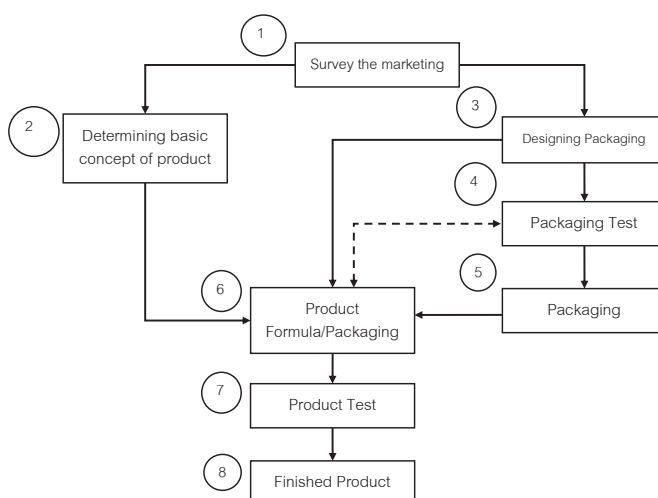 1
Survey the marketing
2
Determining basic
concept of product
3
Designing Packaging
4
Packaging Test
5
Packaging
6
Product
Formula/Packaging
7
Product Test
8
Finished Product